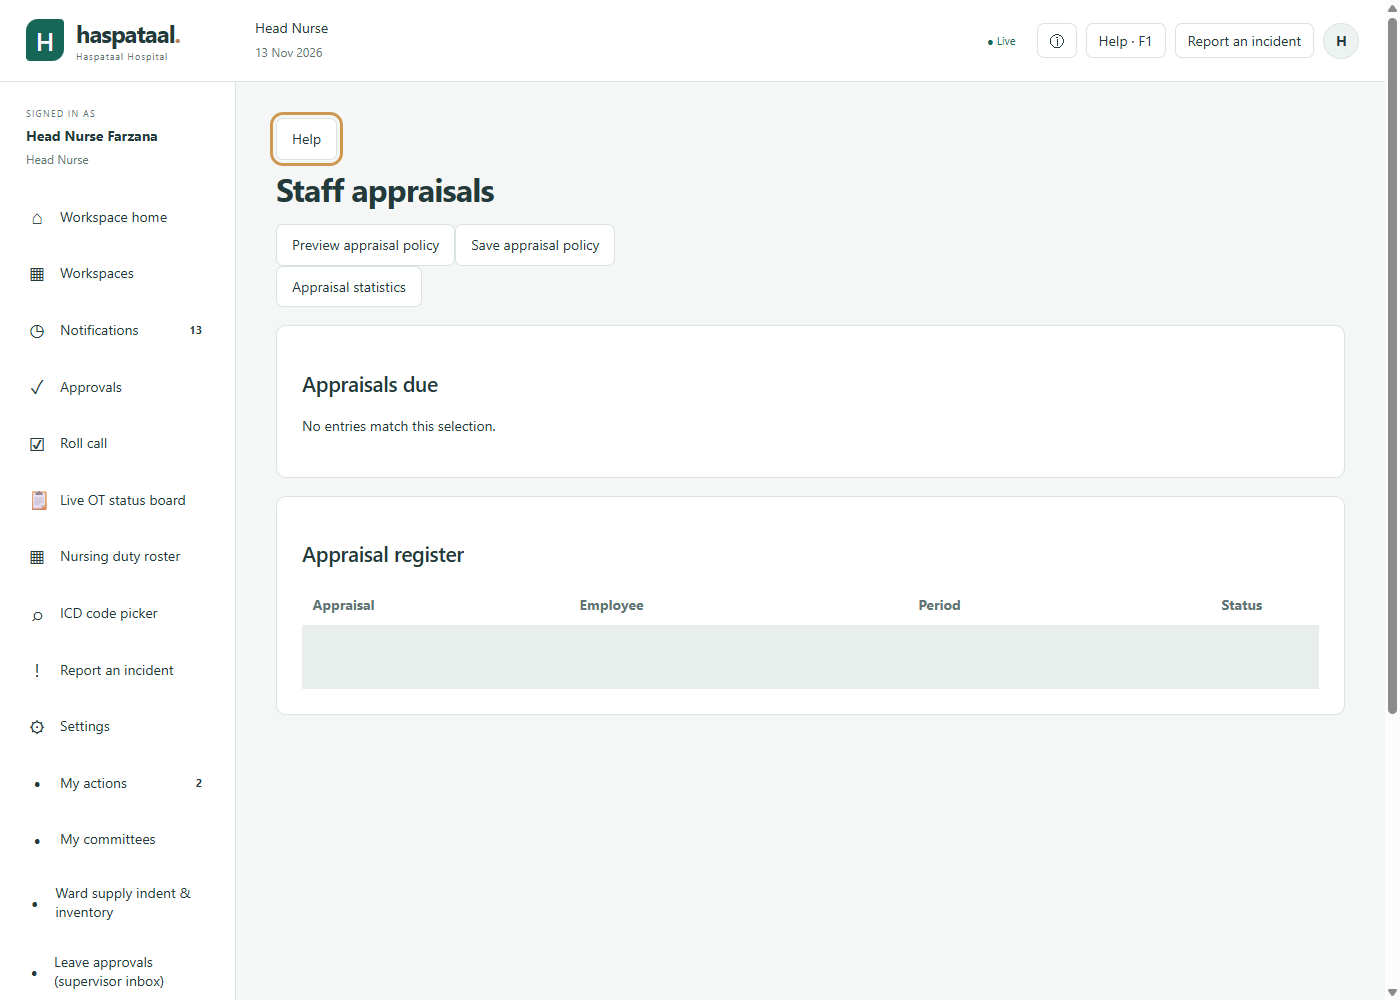 H
haspataal.
Haspataal Hospital
Head Nurse
13 Nov 2026
● Live
Help · F1
Report an incident
H
SIGNED IN AS
Head Nurse Farzana
Head Nurse
Workspace home
Workspaces
Notifications 13
Approvals
Roll call
Live OT status board
Nursing duty roster
ICD code picker
! Report an incident
Settings
• My actions 2
• My committees
• Ward supply indent &
inventory
• Leave approvals
(supervisor inbox)
Help
Staff appraisals
Preview appraisal policy
Save appraisal policy
Appraisal statistics
Appraisals due
No entries match this selection.
Appraisal register
Appraisal Employee Period Status